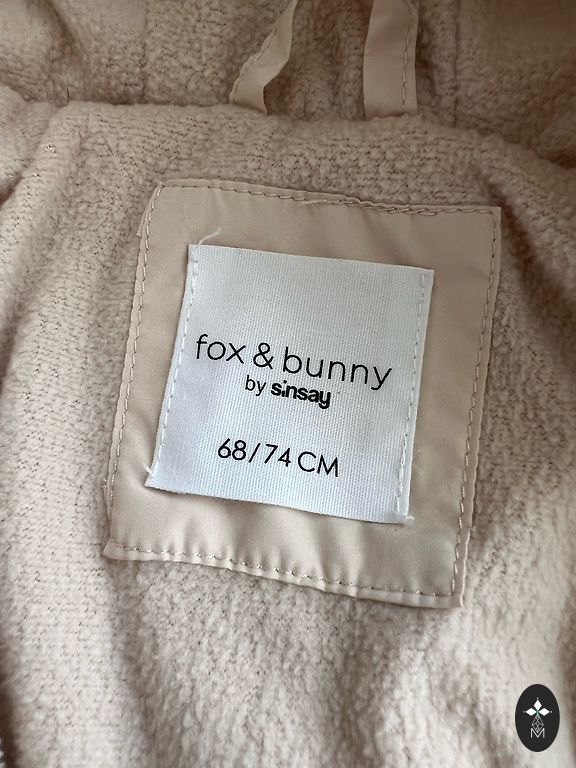 fox & bunny
by sinsay
68/74 CM
M